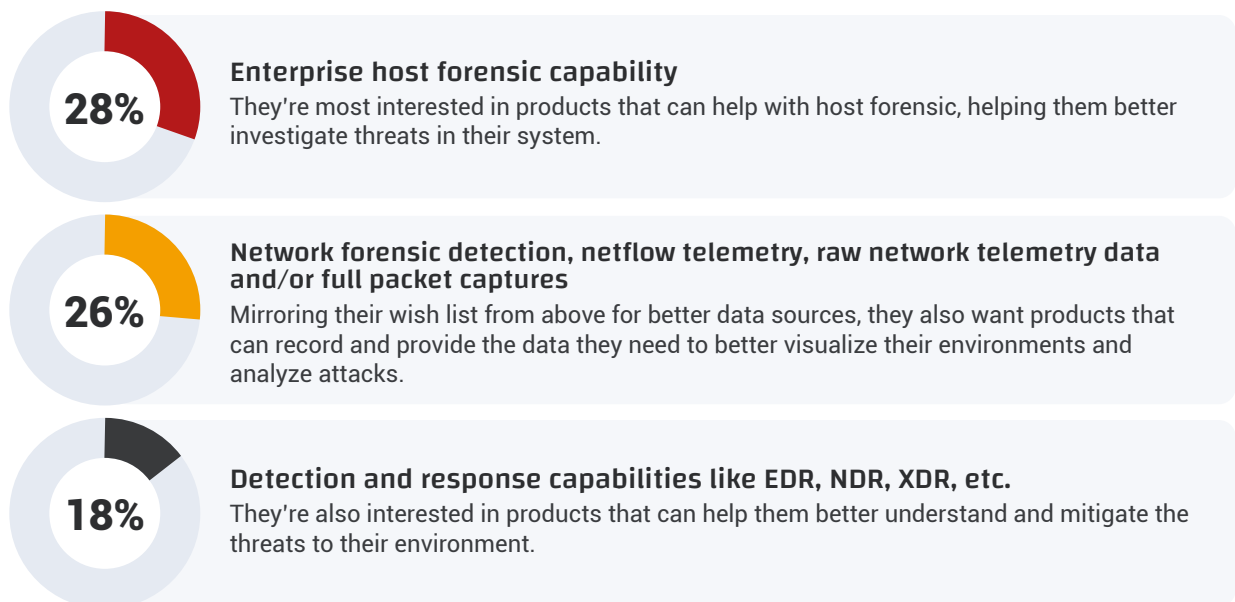 28%
Enterprise host forensic capability
They're most interested in products that can help with host forensic, helping them better
investigate threats in their system.
26%
Network forensic detection, netflow telemetry, raw network telemetry data
and/or full packet captures
Mirroring their wish list from above for better data sources, they also want products that
can record and provide the data they need to better visualize their environments and
analyze attacks.
18%
Detection and response capabilities like EDR, NDR, XDR, etc.
They're also interested in products that can help them better understand and mitigate the
threats to their environment.